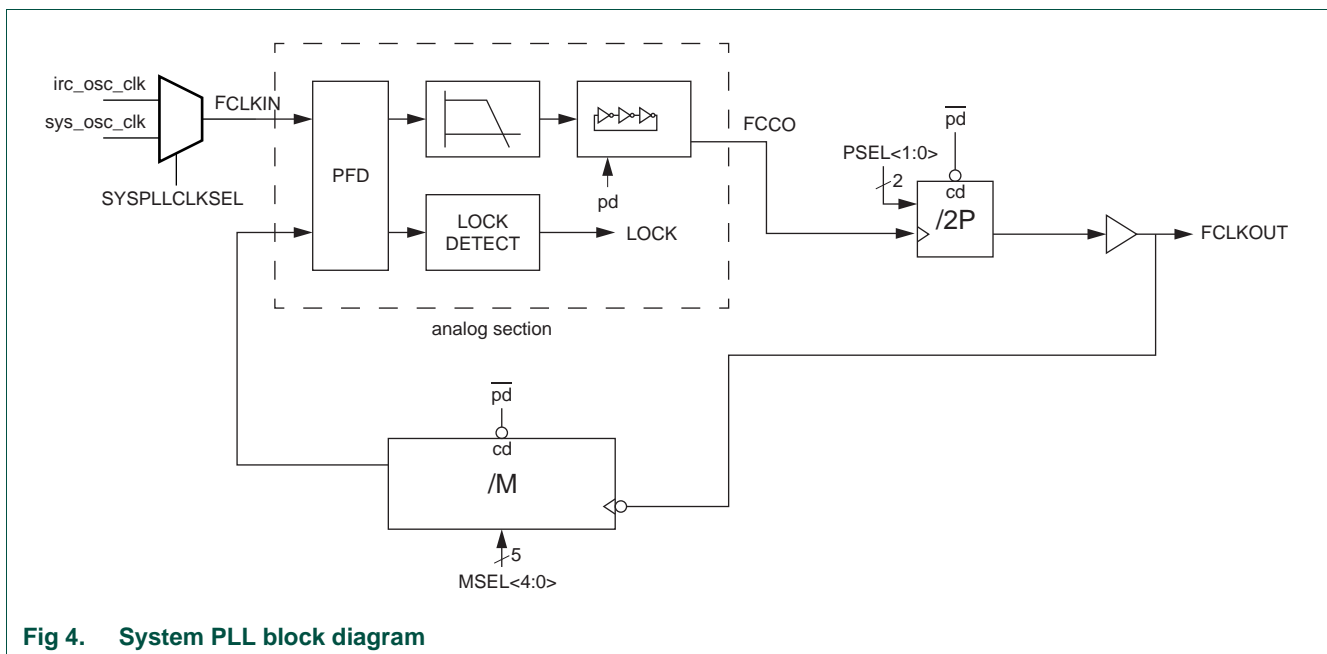 irc_osc_clk
sys_osc_clk
SYSPLLCLKSEL
FCLKIN
PFD
LOCK
DETECT
LOCK
pd
analog section
FCCO
PSEL<1:0>
2
pd
cd
/2P
FCLKOUT
pd
cd
/M
5
MSEL<4:0>
Fig 4. System PLL block diagram